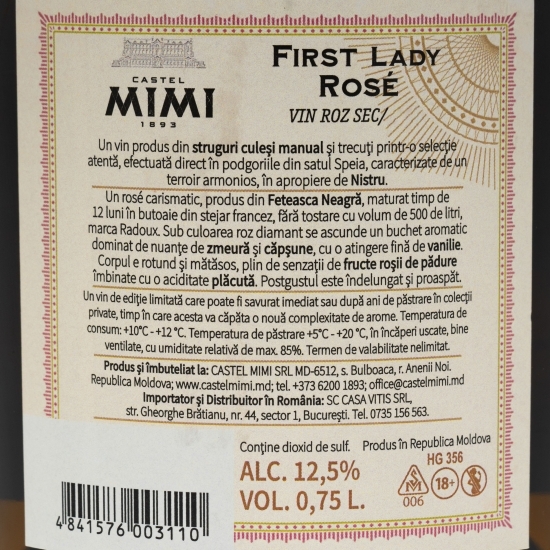 CASTEL
MIMI
1893
FIRST LADY
ROSÉ
VIN ROZ SEC/
Un vin produs din struguri culeși manual și trecuți printr-o selecție
atentă, efectuată direct în podgoriile din satul Speia, caracterizate de un
terroir armonios, în apropiere de Nistru.
Un rosé carismatic, produs din Feteasca Neagră, maturat timp de
12 luni în butoaie din stejar francez, fără tostare cu volum de 500 de litri,
marca Radoux. Sub culoarea roz diamant se ascunde un buchet aromatic
dominat de nuanțe de zmeură și căpșune, cu o atingere fină de vanilie.
Corpul e rotund și mătăsos, plin de senzații de fructe roșii de pădure
îmbinate cu o aciditate plăcută. Postgustul este îndelungat și proaspăt.
Un vin de ediție limitată care poate fi savurat imediat sau după ani de păstrare în colecții
private, timp în care acesta va căpăta o nouă complexitate de arome. Temperatura de
consum: +10°C - +12 °C. Temperatura de păstrare +5°C - +20 °C, în încăperi uscate, bine
ventilate, cu umiditate relativă de max. 85%. Termen de valabilitate nelimitat.
Produs și îmbuteliat la: CASTEL MIMI SRL MD-6512, s. Bulboaca, r. Anenii Noi.
Republica Moldova; www.castelmimi.md; tel. +373 6200 1893; office@castelmimi.md
Importator și Distribuitor în România: SC CASA VITIS SRL,
str. Gheorghe Brătianu, nr. 44, sector 1, București. Tel. 0735 156 563.
Conține dioxid de sulf. Produs în Republica Moldova
HG 356
ALC. 12,5%
VOL. 0,75 L.
006
18+
4841576 003110